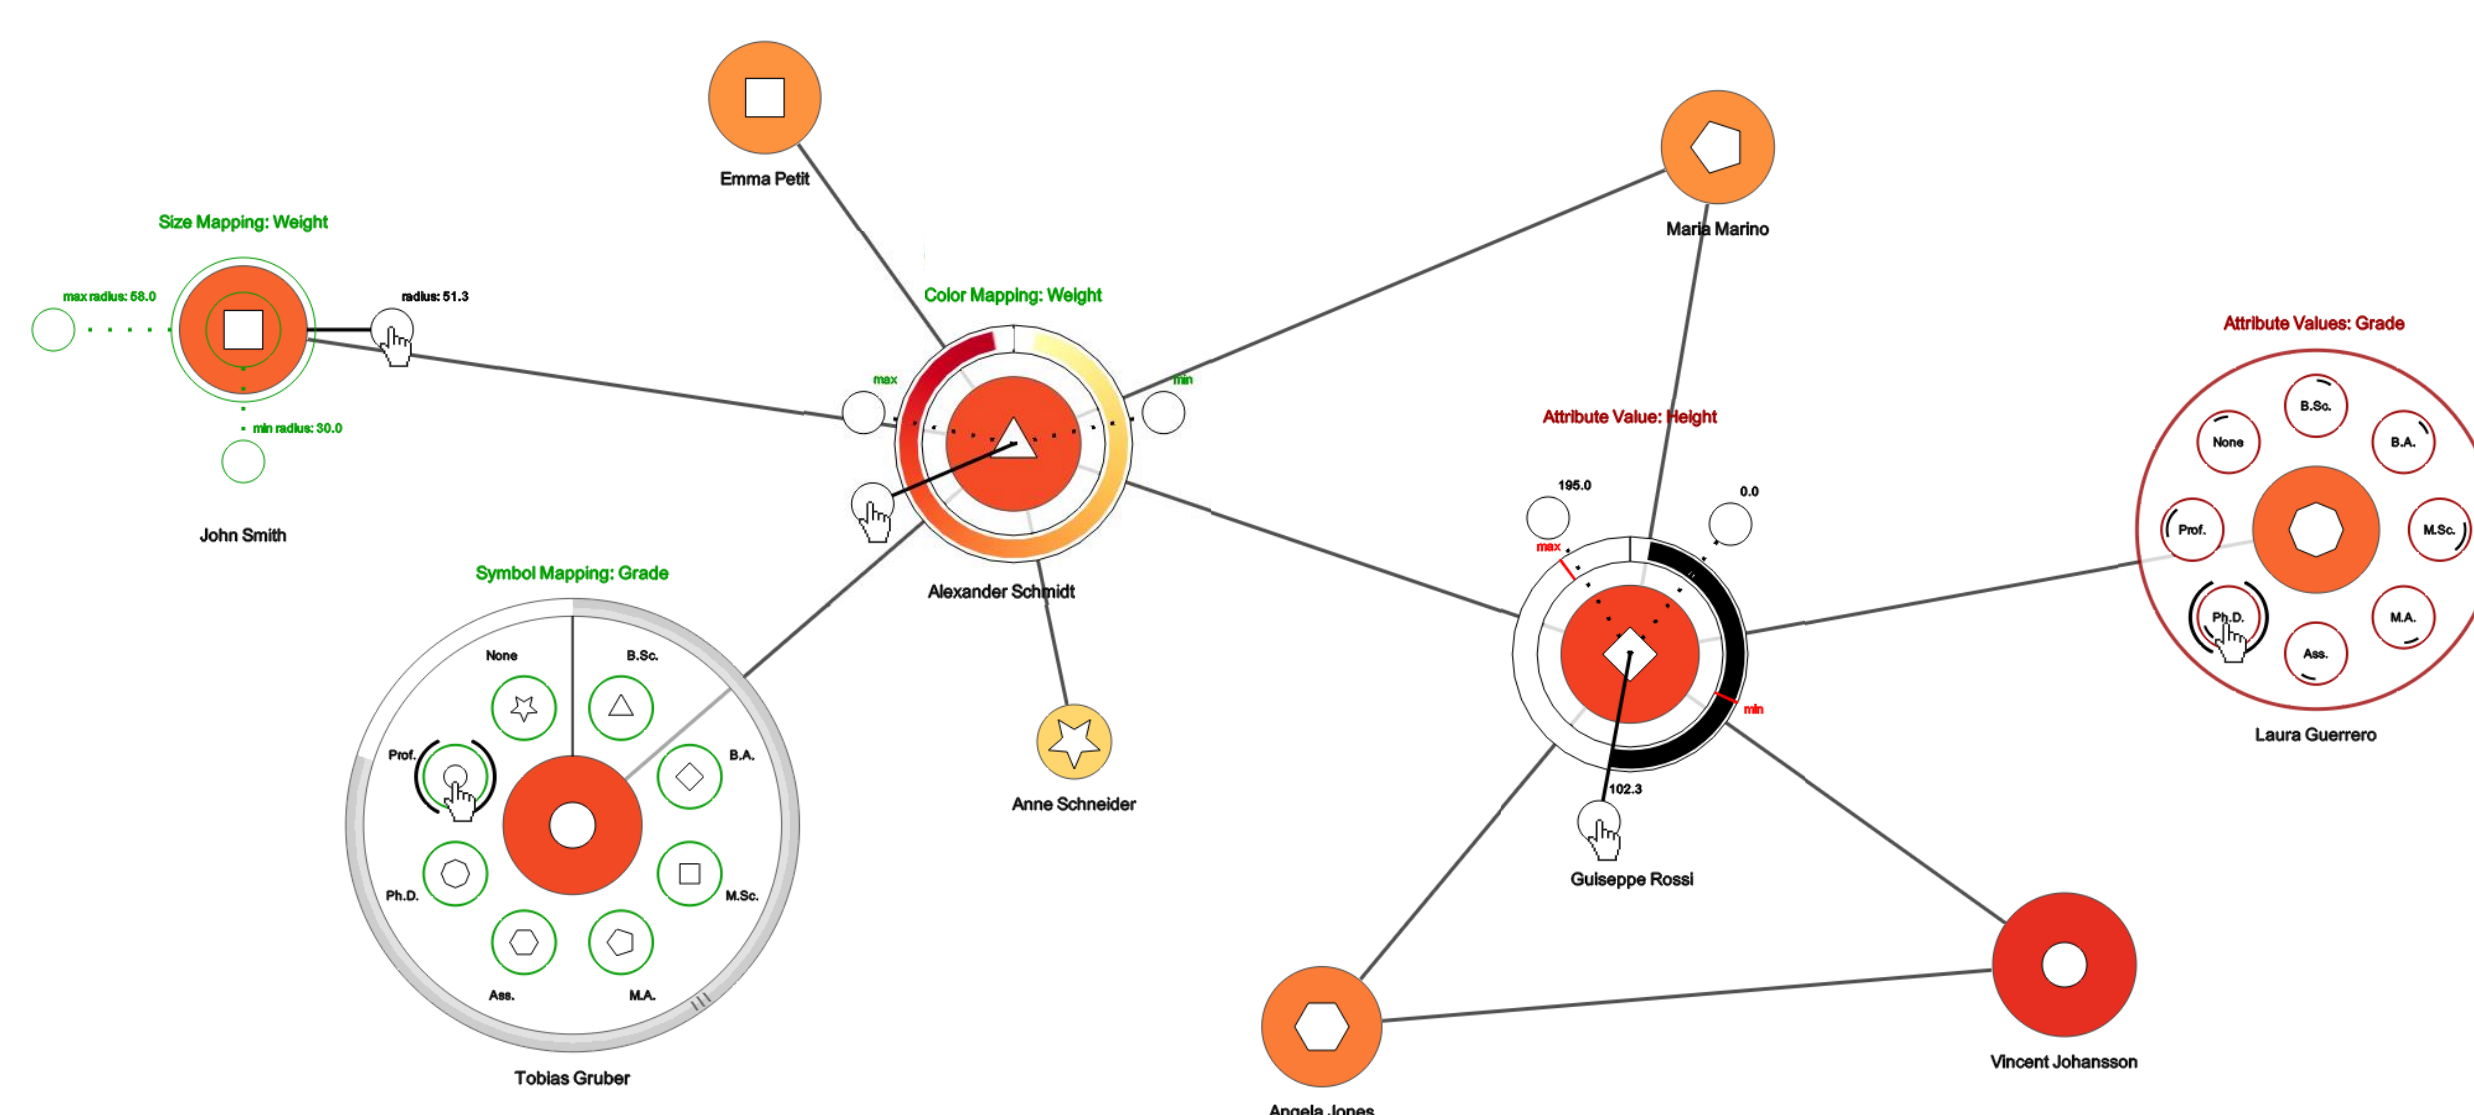 Emma Petit
Maria Marino
Size Mapping: Weight
max radius: 58.0
radius: 51.3
min radius: 30.0
John Smith
Color Mapping: Weight
max
min
Alexander Schmidt
Attribute Values: Grade
B.Sc.
None
B.A.
Prof.
M.Sc.
Ph.D.
M.A.
Ass.
Laura Guerrero
Attribute Value: Height
195.0
0.0
max
min
102.3
Guiseppe Rossi
Symbol Mapping: Grade
None
B.Sc.
Prof.
B.A.
Ph.D.
M.Sc.
Ass.
M.A.
Tobias Gruber
Anne Schneider
Vincent Johansson
Angela Jones